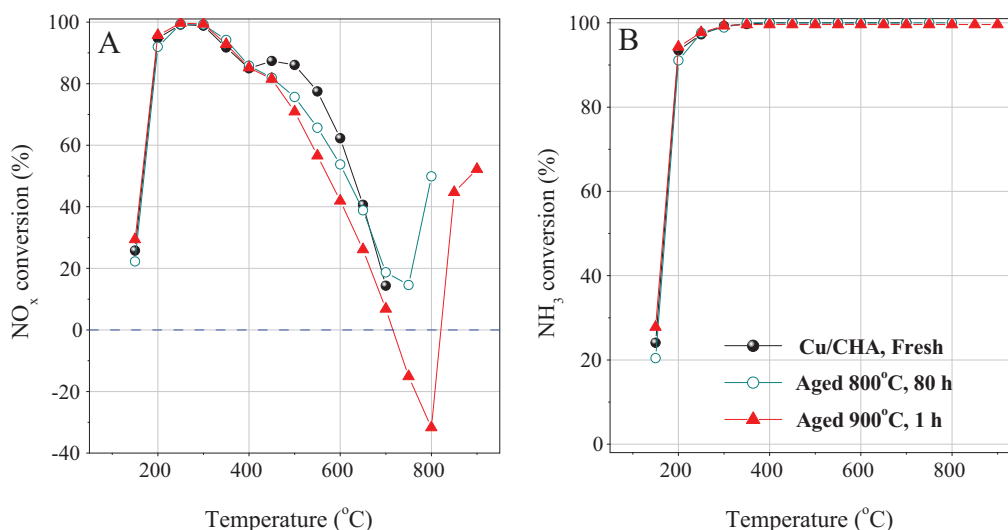 A
NOx conversion (%)
100
80
60
40
20
0
-20
-40
200
400
600
800
Temperature (°C)
B
NH3 conversion (%)
100
80
60
40
20
0
200
400
600
800
Temperature (°C)
Cu/CHA, Fresh
Aged 800°C, 80 h
Aged 900°C, 1 h